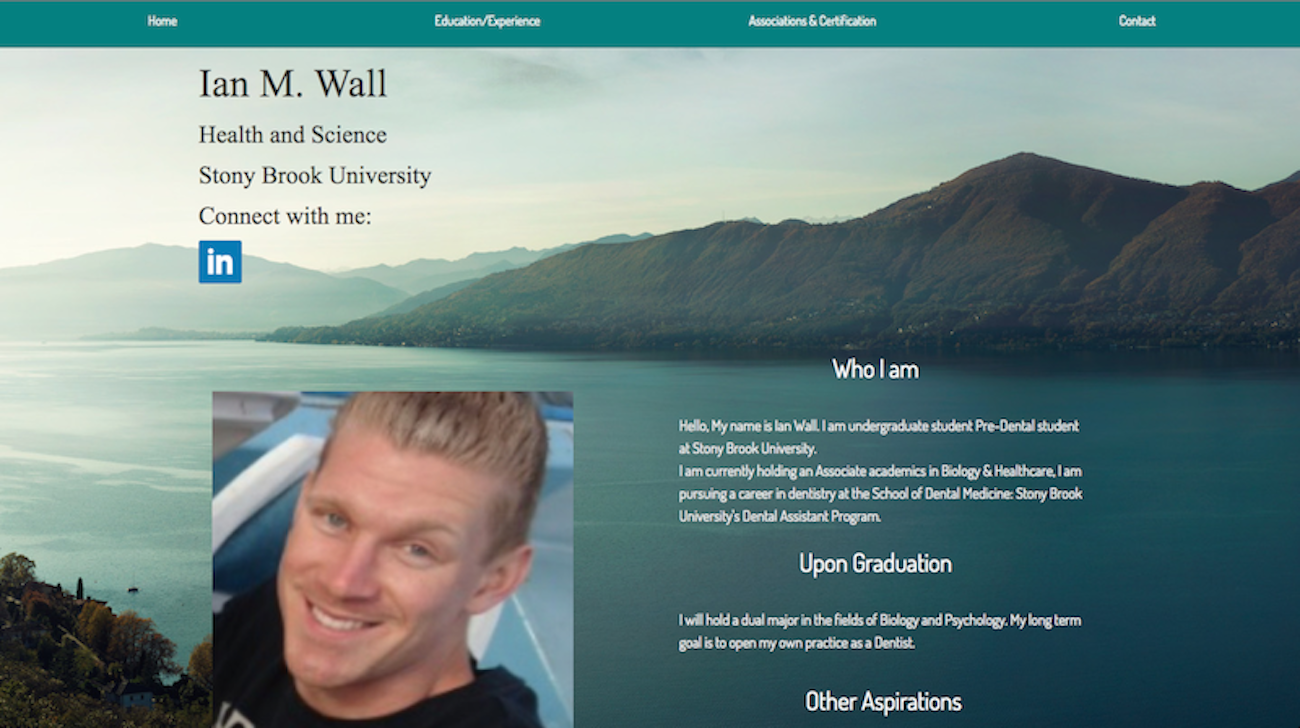 Home
Education/Experience
Associations & Certification
Contact
Ian M. Wall
Health and Science
Stony Brook University
Connect with me:
in
Who I am
Hello, My name is Ian Wall. I am undergraduate student Pre-Dental student
at Stony Brook University.
I am currently holding an Associate academics in Biology & Healthcare, I am
pursuing a career in dentistry at the School of Dental Medicine: Stony Brook
University's Dental Assistant Program.
Upon Graduation
I will hold a dual major in the fields of Biology and Psychology. My long term
goal is to open my own practice as a Dentist.
Other Aspirations